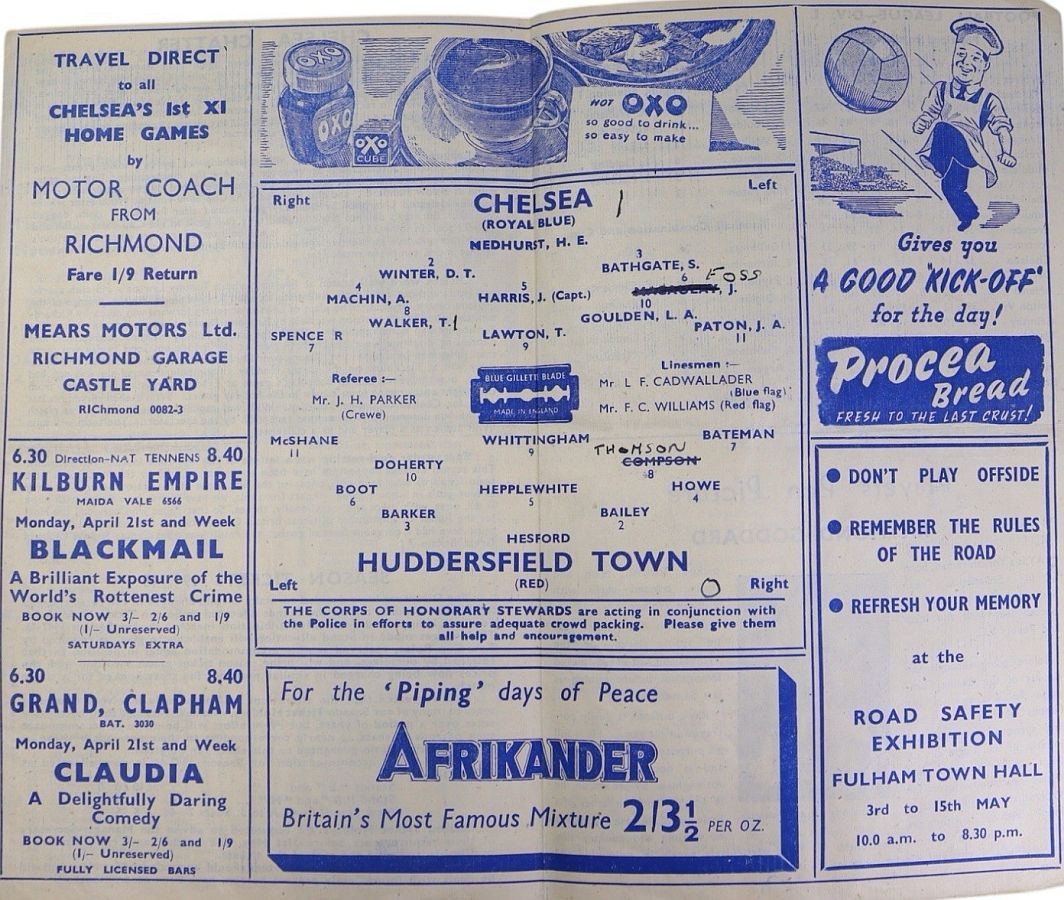 TRAVEL DIRECT
to all
CHELSEA'S 1st XI
HOME GAMES
by
MOTOR COACH
FROM
RICHMOND
Fare 1/9 Return
MEARS MOTORS Ltd.
RICHMOND GARAGE
CASTLE YARD
RIChmond 0082-3
6.30 Direction-NAT TENNENS 8.40
KILBURN EMPIRE
MAIDA VALE 6566
Monday, April 21st and Week
BLACKMAIL
A Brilliant Exposure of the
World's Rottenest Crime
BOOK NOW 3/- 2/6 and 1/9
(1/- Unreserved)
SATURDAYS EXTRA
6.30 8.40
GRAND, CLAPHAM
BAT. 3030
Monday, April 21st and Week
CLAUDIA
A Delightfully Daring
Comedy
BOOK NOW 3/- 2/6 and 1/9
(1/- Unreserved)
FULLY LICENSED BARS
OXO
OXO
OXO
CUBE
HOT OXO
so good to drink...
so easy to make
Right Left
CHELSEA 1
(ROYAL BLUE)
MEDHURST, H. E.
2 3
WINTER, D. T. BATHGATE, S.
4 5 6 FOSS
MACHIN, A. HARRIS, J. (Capt.) J.
8 10
WALKER, T. 1 GOULDEN, L. A.
SPENCE R LAWTON, T. PATON, J. A.
7 9 11
Referee :— Linesmen :—
Mr. J. H. PARKER
(Crewe)
BLUE GILLETTE BLADE
MADE IN ENGLAND
Mr. L F. CADWALLADER
(Blue flag)
Mr. F. C. WILLIAMS (Red flag)
McSHANE WHITTINGHAM BATEMAN
11 9 7
THOMSON
DOHERTY COMPSON
10 8
BOOT HEPPLEWHITE HOWE
6 5 4
BARKER BAILEY
3 2
HESFORD
HUDDERSFIELD TOWN
(RED) 0
Left Right
THE CORPS OF HONORARY STEWARDS are acting in conjunction with
the Police in efforts to assure adequate crowd packing. Please give them
all help and encouragement.
For the 'Piping' days of Peace
AFRIKANDER
Britain's Most Famous Mixture 2/3½ PER OZ.
Gives you
A GOOD "KICK-OFF"
for the day!
Procea
Bread
FRESH TO THE LAST CRUST!
● DON'T PLAY OFFSIDE
● REMEMBER THE RULES
OF THE ROAD
● REFRESH YOUR MEMORY
at the
ROAD SAFETY
EXHIBITION
FULHAM TOWN HALL
3rd to 15th MAY
10.0 a.m. to 8.30 p.m.